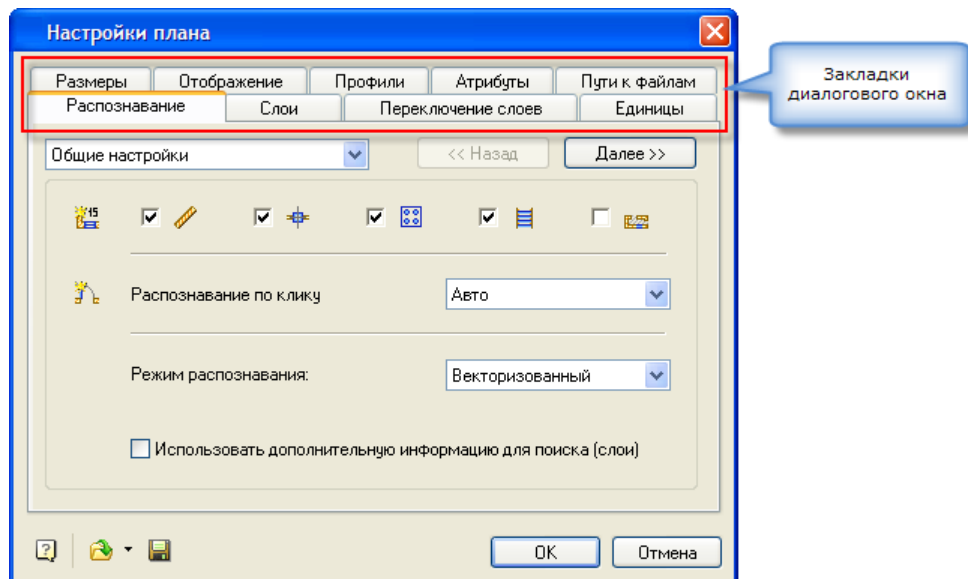 Настройки плана
Размеры Отображение Профили Атрибуты Пути к файлам
Распознавание Слои Переключение слоев Единицы
Закладки
диалогового окна
Общие настройки << Назад Далее >>
15
Распознавание по клику Авто
Режим распознавания: Векторизованный
Использовать дополнительную информацию для поиска (слои)
? OK Отмена